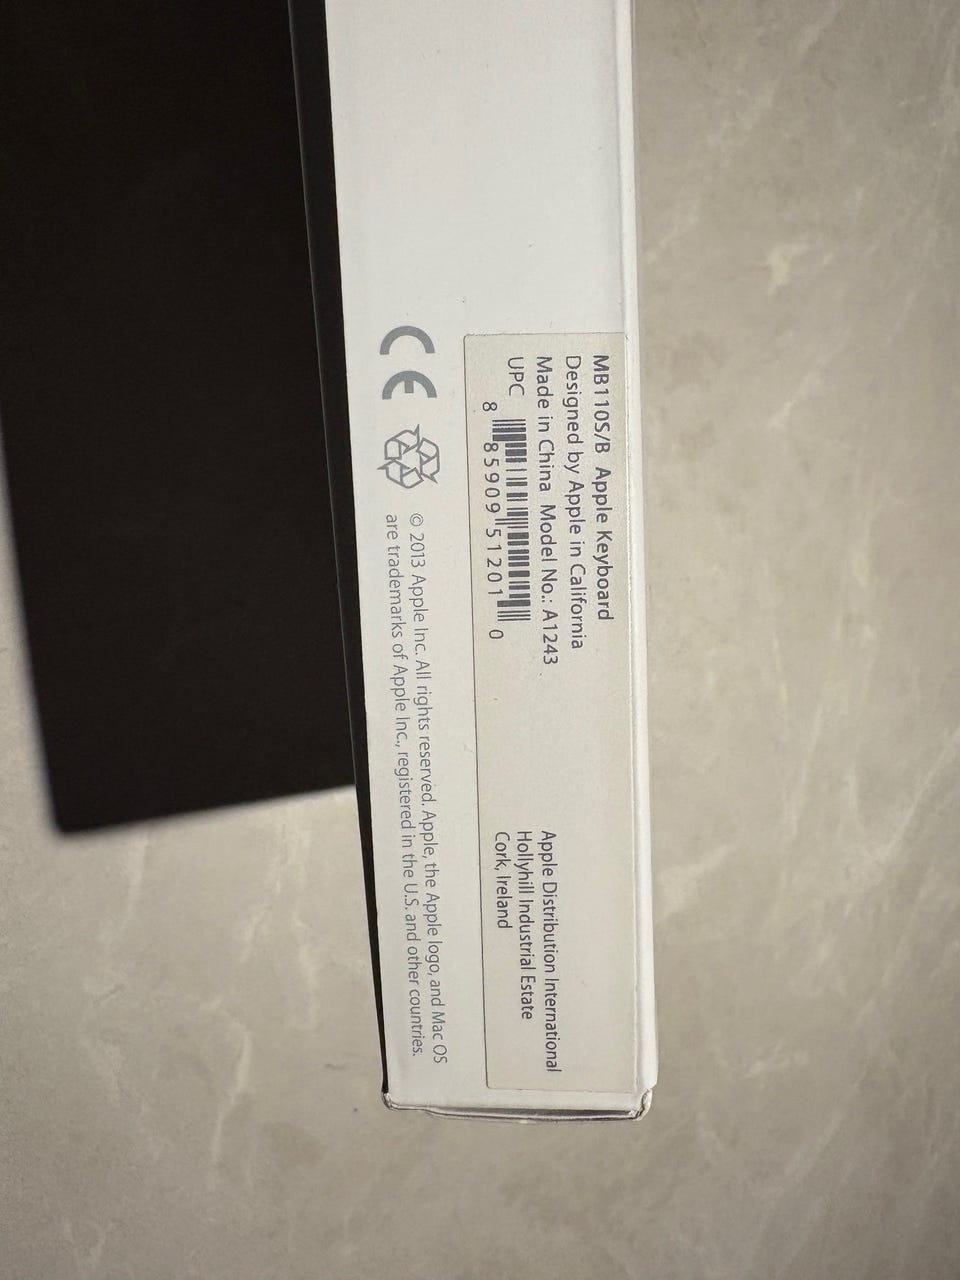 MB110S/B Apple Keyboard
Designed by Apple in California
Made in China Model No.: A1243
UPC
8 85909 51201 0
Apple Distribution International
Hollyhill Industrial Estate
Cork, Ireland
CE
© 2013 Apple Inc. All rights reserved. Apple, the Apple logo, and Mac OS
are trademarks of Apple Inc., registered in the U.S. and other countries.